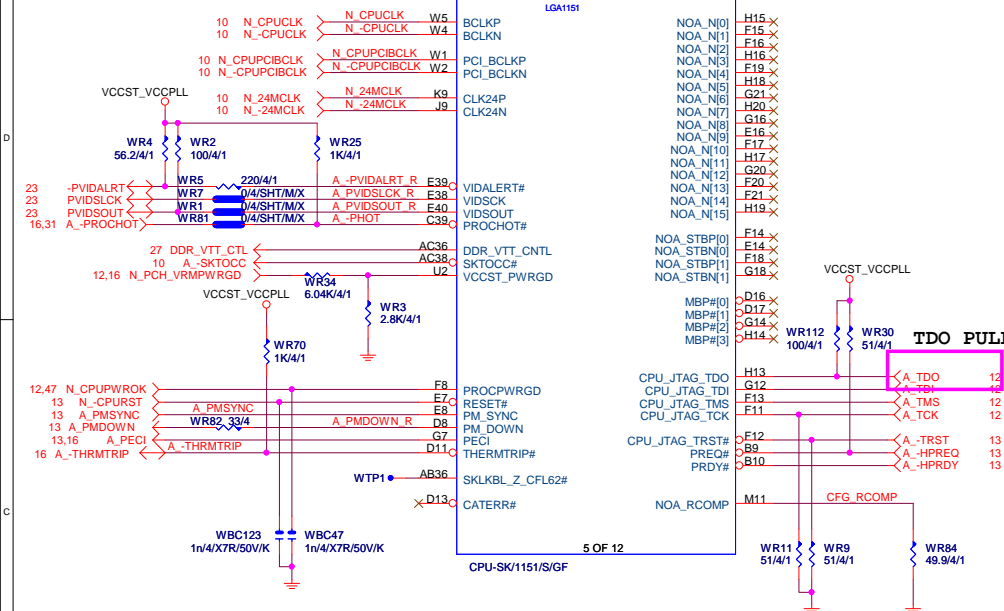 LGA1151
10 N_CPUCLK N_CPUCLK W5 BCLKP NOA_N[0] H15
10 N_-CPUCLK N_-CPUCLK W4 BCLKN NOA_N[1] F15
NOA_N[2] F16
10 N_CPUPCIBCLK N_CPUPCIBCLK W1 PCI_BCLKP NOA_N[3] H16
10 N_-CPUPCIBCLK N_-CPUPCIBCLK W2 PCI_BCLKN NOA_N[4] F19
NOA_N[5] H18
VCCST_VCCPLL
10 N_24MCLK N_24MCLK K9 CLK24P NOA_N[6] G21
10 N_-24MCLK N_-24MCLK J9 CLK24N NOA_N[7] H20
NOA_N[8] G16
D
NOA_N[9] E16
WR4 WR2 WR25 NOA_N[10] F17
56.2/4/1 100/4/1 1K/4/1 NOA_N[11] H17
NOA_N[12] G20
23 -PVIDALRT WR5 220/4/1 A_-PVIDALRT_R E39 VIDALERT# NOA_N[13] F20
23 PVIDSLCK WR7 0/4/SHT/M/X A_PVIDSLCK_R E38 VIDSCK NOA_N[14] F21
23 PVIDSOUT WR1 0/4/SHT/M/X A_PVIDSOUT_R E40 VIDSOUT NOA_N[15] H19
16,31 A_-PROCHOT WR81 0/4/SHT/M/X A_-PHOT C39 PROCHOT#
NOA_STBP[0] F14
27 DDR_VTT_CTL AC36 DDR_VTT_CNTL NOA_STBN[0] E14
10 A_-SKTOCC AC38 SKTOCC# NOA_STBP[1] F18
12,16 N_PCH_VRMPWRGD U2 VCCST_PWRGD NOA_STBN[1] G18
WR34
6.04K/4/1
VCCST_VCCPLL
VCCST_VCCPLL
MBP#[0] D16
WR3 MBP#[1] D17
2.8K/4/1 MBP#[2] G14
MBP#[3] H14
WR112 WR30 TDO PULL
100/4/1 51/4/1
WR70
1K/4/1
CPU_JTAG_TDO H13 A_TDO 12
12,47 N_CPUPWROK F8 PROCPWRGD CPU_JTAG_TDI G12 A_TDI 12
13 N_-CPURST E7 RESET# CPU_JTAG_TMS F13 A_TMS 12
13 A_PMSYNC A_PMSYNC E8 PM_SYNC CPU_JTAG_TCK F11 A_TCK 12
13 A_PMDOWN WR82 33/4 A_PMDOWN_R D8 PM_DOWN
13,16 A_PECI G7 PECI CPU_JTAG_TRST# F12 A_-TRST 13
16 A_-THRMTRIP A_-THRMTRIP D11 THERMTRIP# PREQ# B9 A_-HPREQ 13
PRDY# B10 A_-HPRDY 13
WTP1 AB36 SKLKBL_Z_CFL62#
D13 CATERR# NOA_RCOMP M11 CFG_RCOMP
C
WBC123 WBC47
1n/4/X7R/50V/K 1n/4/X7R/50V/K
5 OF 12
WR11 WR9 WR84
51/4/1 51/4/1 49.9/4/1
CPU-SK/1151/S/GF